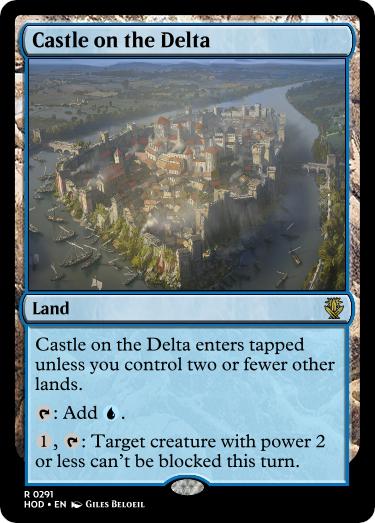 Castle on the Delta
Land
Castle on the Delta enters tapped
unless you control two or fewer other
lands.
: Add .
1, : Target creature with power 2
or less can't be blocked this turn.
R 0291
HOD • EN Giles Beloeil